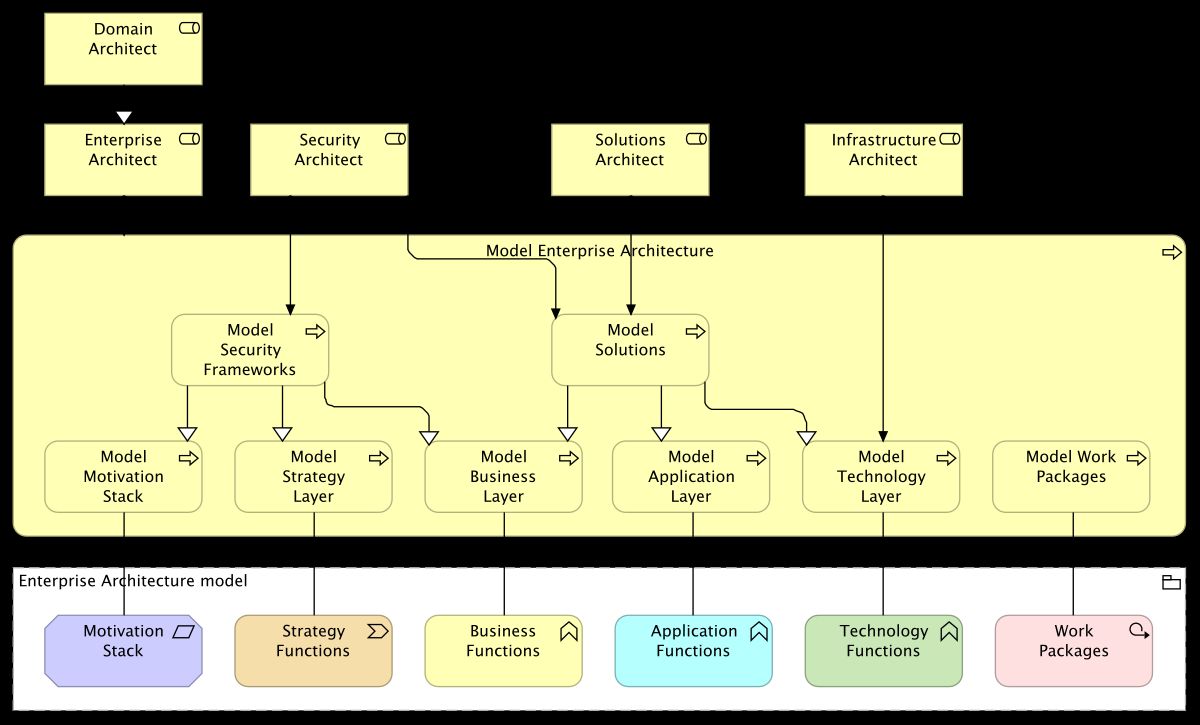 Domain
Architect
Enterprise
Architect
Security
Architect
Solutions
Architect
Infrastructure
Architect
Model Enterprise Architecture
Model
Security
Frameworks
Model
Solutions
Model
Motivation
Stack
Model
Strategy
Layer
Model
Business
Layer
Model
Application
Layer
Model
Technology
Layer
Model Work
Packages
Enterprise Architecture model
Motivation
Stack
Strategy
Functions
Business
Functions
Application
Functions
Technology
Functions
Work
Packages